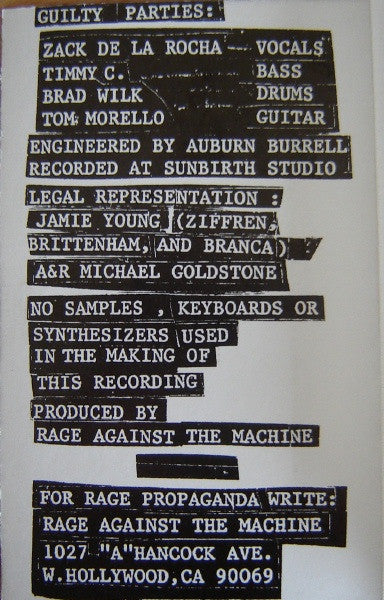 GUILTY PARTIES:
ZACK DE LA ROCHA — VOCALS
TIMMY C. BASS
BRAD WILK DRUMS
TOM MORELLO GUITAR
ENGINEERED BY AUBURN BURRELL
RECORDED AT SUNBIRTH STUDIO
LEGAL REPRESENTATION :
JAMIE YOUNG (ZIFFREN,
BRITTENHAM, AND BRANCA)
A&R MICHAEL GOLDSTONE
NO SAMPLES , KEYBOARDS OR
SYNTHESIZERS USED
IN THE MAKING OF
THIS RECORDING
PRODUCED BY
RAGE AGAINST THE MACHINE
FOR RAGE PROPAGANDA WRITE:
RAGE AGAINST THE MACHINE
1027 "A"HANCOCK AVE.
W.HOLLYWOOD,CA 90069